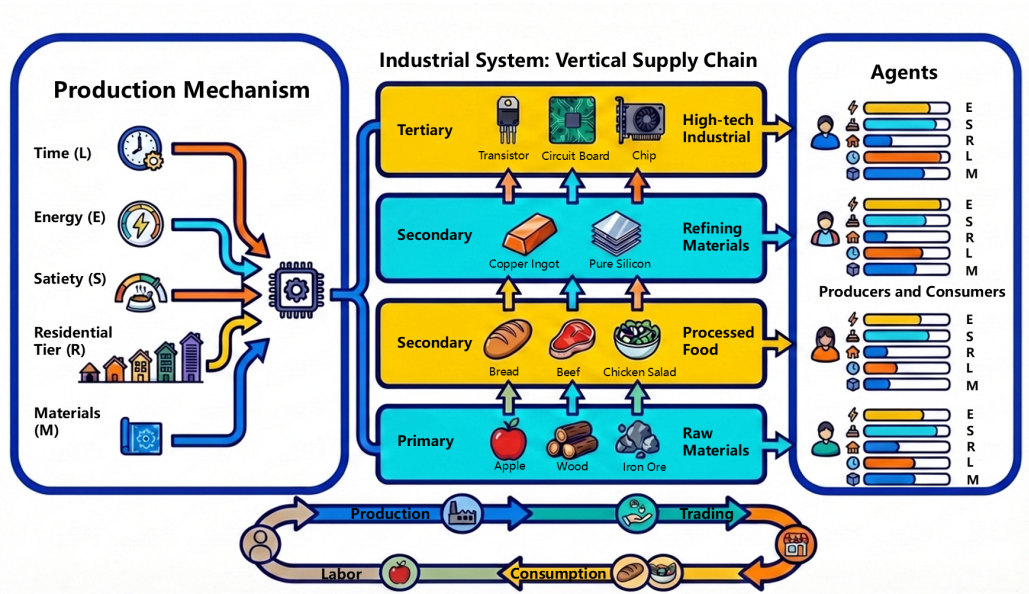 Production Mechanism
Time (L)
Energy (E)
Satiety (S)
Residential
Tier (R)
Materials
(M)
Industrial System: Vertical Supply Chain
Tertiary
Transistor
Circuit Board
Chip
High-tech
Industrial
Secondary
Copper Ingot
Pure Silicon
Refining
Materials
Secondary
Bread
Beef
Chicken Salad
Processed
Food
Primary
Apple
Wood
Iron Ore
Raw
Materials
Agents
E
S
R
L
M
E
S
R
L
M
Producers and Consumers
E
S
R
L
M
E
S
R
L
M
Production
Trading
Labor
Consumption